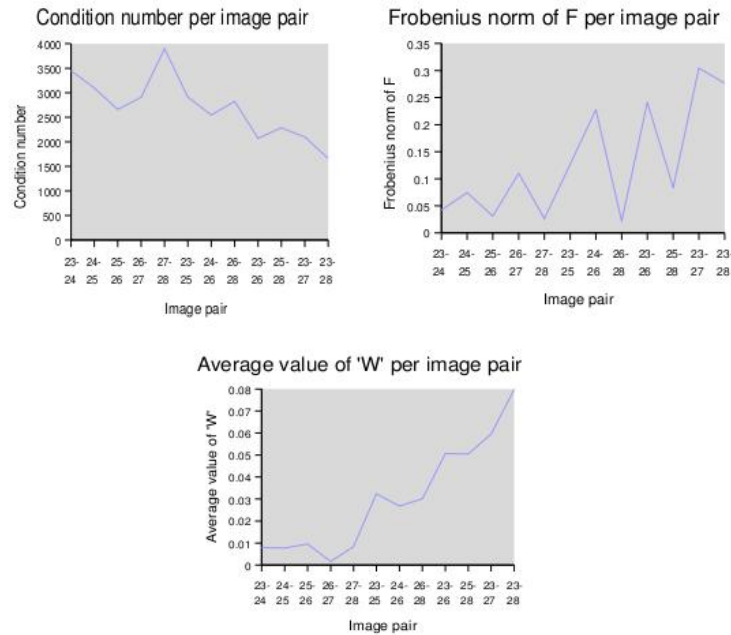 Condition number per image pair
Condition number
4000
3500
3000
2500
2000
1500
1000
500
0
23- 24- 25- 26- 27- 23- 24- 26- 23- 25- 23- 23-
24 25 26 27 28 25 26 28 26 28 27 28
Image pair
Frobenius norm of F per image pair
Frobenius norm of F
0.35
0.3
0.25
0.2
0.15
0.1
0.05
0
23- 24- 25- 26- 27- 23- 24- 26- 23- 25- 23- 23-
24 25 26 27 28 25 26 28 26 28 27 28
Image pair
Average value of 'W' per image pair
Average value of 'W'
0.08
0.07
0.06
0.05
0.04
0.03
0.02
0.01
0
23- 24- 25- 26- 27- 23- 24- 26- 23- 25- 23- 23-
24 25 26 27 28 25 26 28 26 28 27 28
Image pair